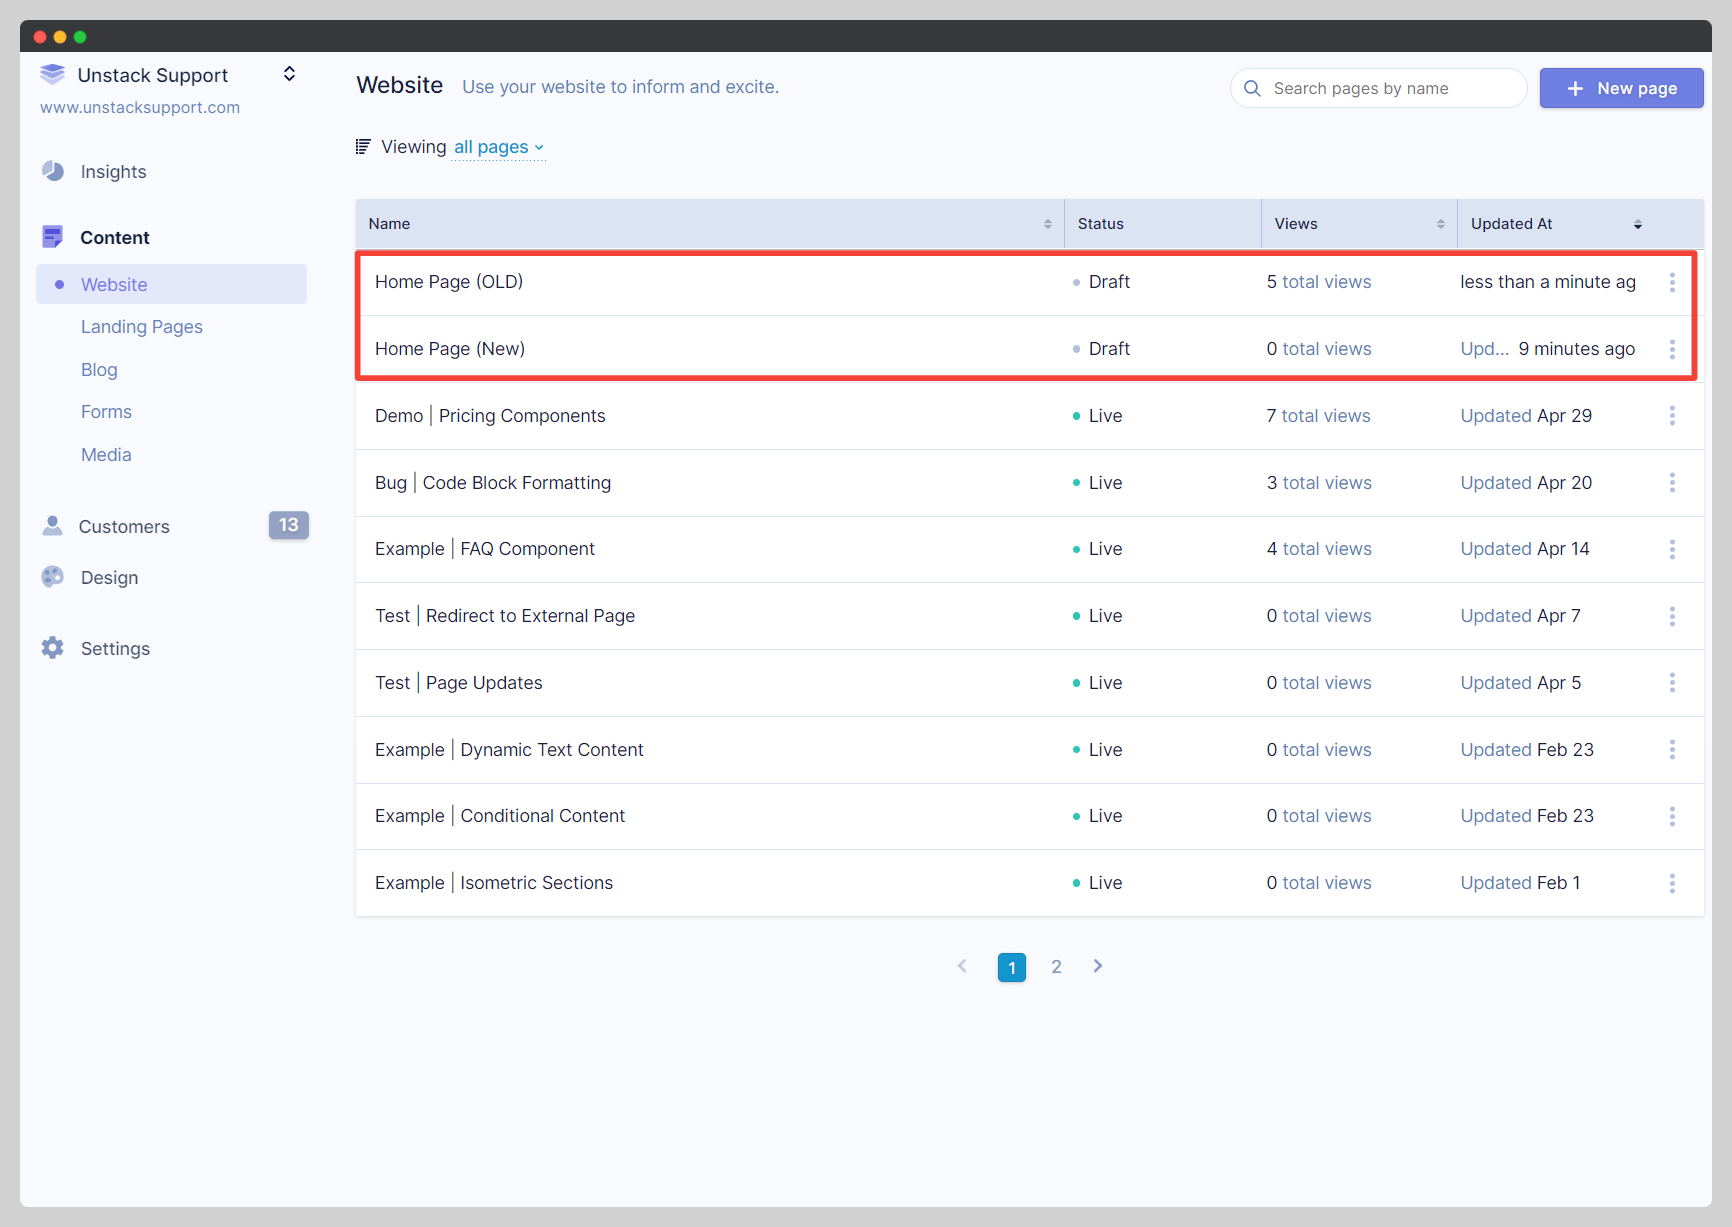 Unstack Support
www.unstacksupport.com
Insights
Content
Website
Landing Pages
Blog
Forms
Media
Customers 13
Design
Settings
Website Use your website to inform and excite.
Search pages by name
+ New page
Viewing all pages
Name Status Views Updated At
Home Page (OLD) Draft 5 total views less than a minute ag
Home Page (New) Draft 0 total views Upd... 9 minutes ago
Demo | Pricing Components Live 7 total views Updated Apr 29
Bug | Code Block Formatting Live 3 total views Updated Apr 20
Example | FAQ Component Live 4 total views Updated Apr 14
Test | Redirect to External Page Live 0 total views Updated Apr 7
Test | Page Updates Live 0 total views Updated Apr 5
Example | Dynamic Text Content Live 0 total views Updated Feb 23
Example | Conditional Content Live 0 total views Updated Feb 23
Example | Isometric Sections Live 0 total views Updated Feb 1
1 2